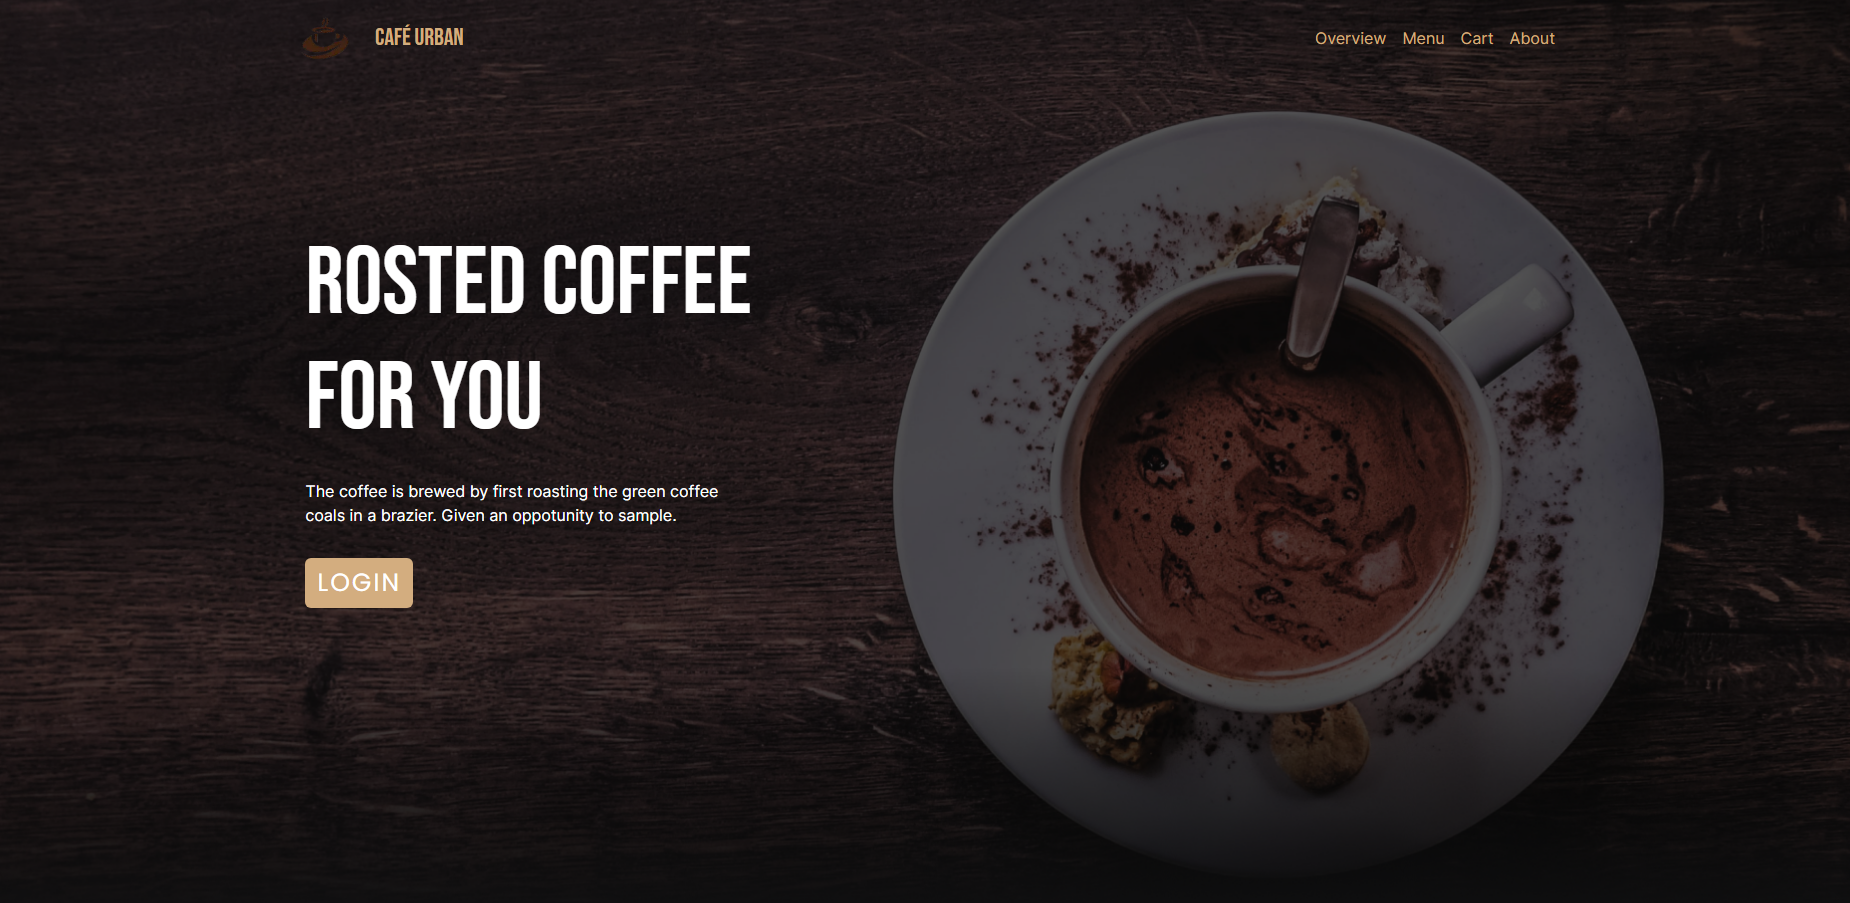 CAFÉ URBAN
Overview Menu Cart About
ROSTED COFFEE
FOR YOU
The coffee is brewed by first roasting the green coffee
coals in a brazier. Given an oppotunity to sample.
LOGIN